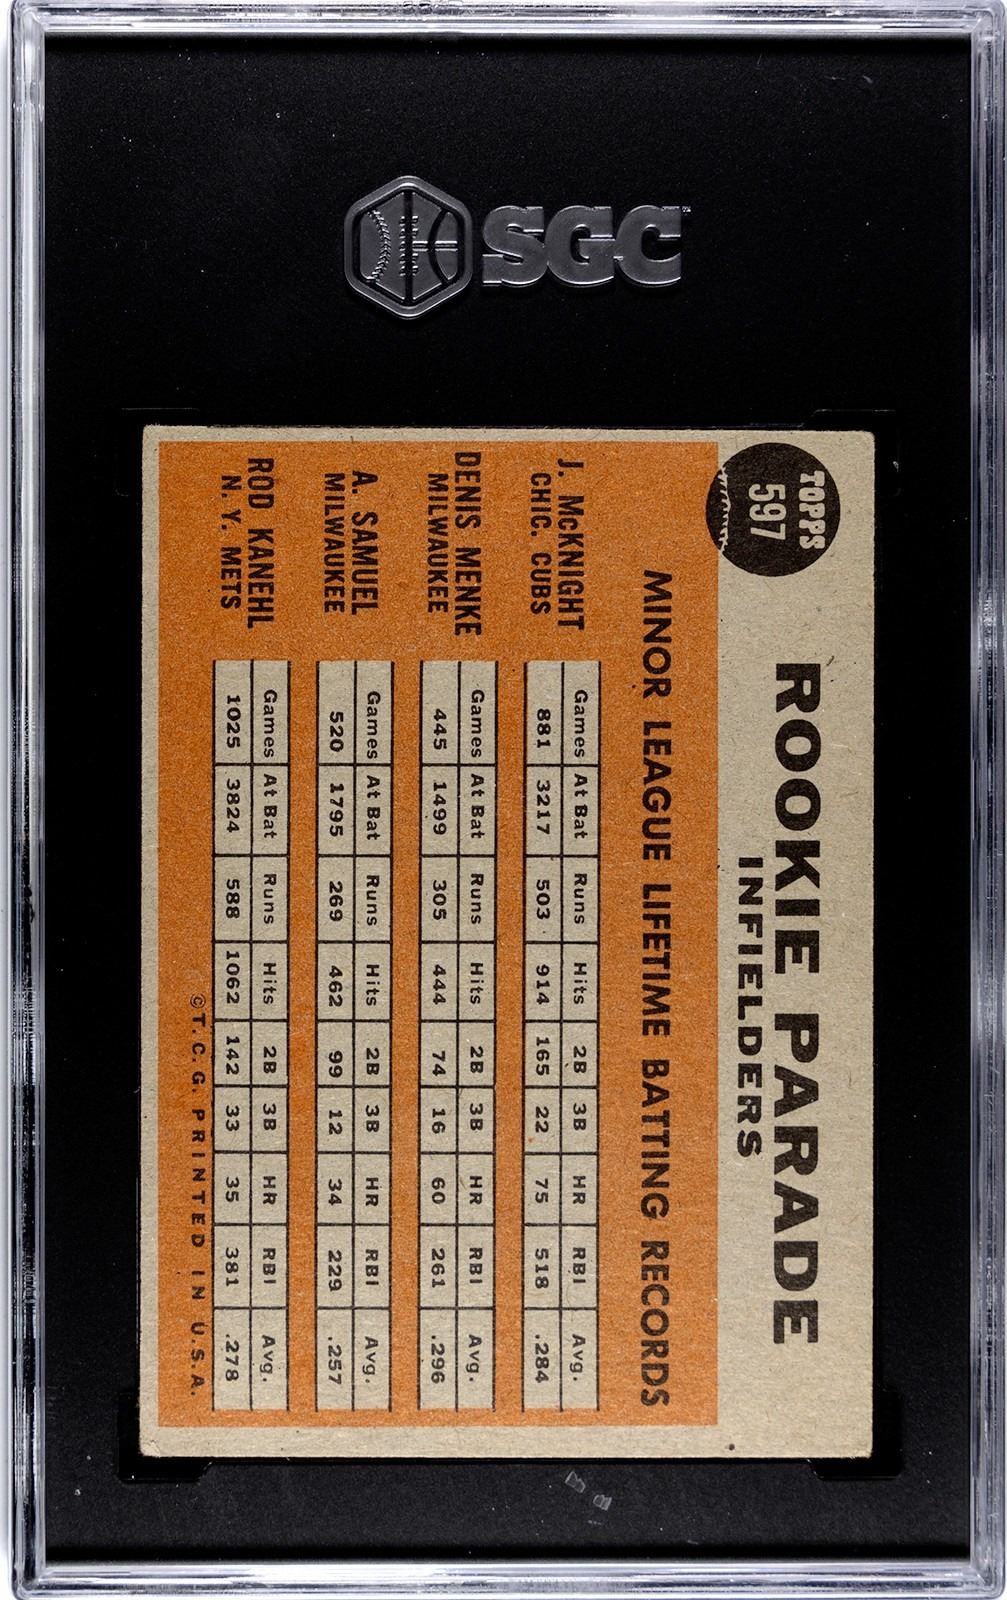 SGC
TOPPS
597
ROOKIE PARADE
INFIELDERS
MINOR LEAGUE LIFETIME BATTING RECORDS
J. McKNIGHT
CHIC. CUBS
Games At Bat Runs Hits 2B 3B HR RBI Avg.
881 3217 503 914 165 22 75 518 .284
DENIS MENKE
MILWAUKEE
Games At Bat Runs Hits 2B 3B HR RBI Avg.
445 1499 305 444 74 16 60 261 .296
A. SAMUEL
MILWAUKEE
Games At Bat Runs Hits 2B 3B HR RBI Avg.
520 1795 269 462 99 12 34 229 .257
ROD KANEHL
N. Y. METS
Games At Bat Runs Hits 2B 3B HR RBI Avg.
1025 3824 588 1062 142 33 35 381 .278
©T. C. G. PRINTED IN U.S.A.